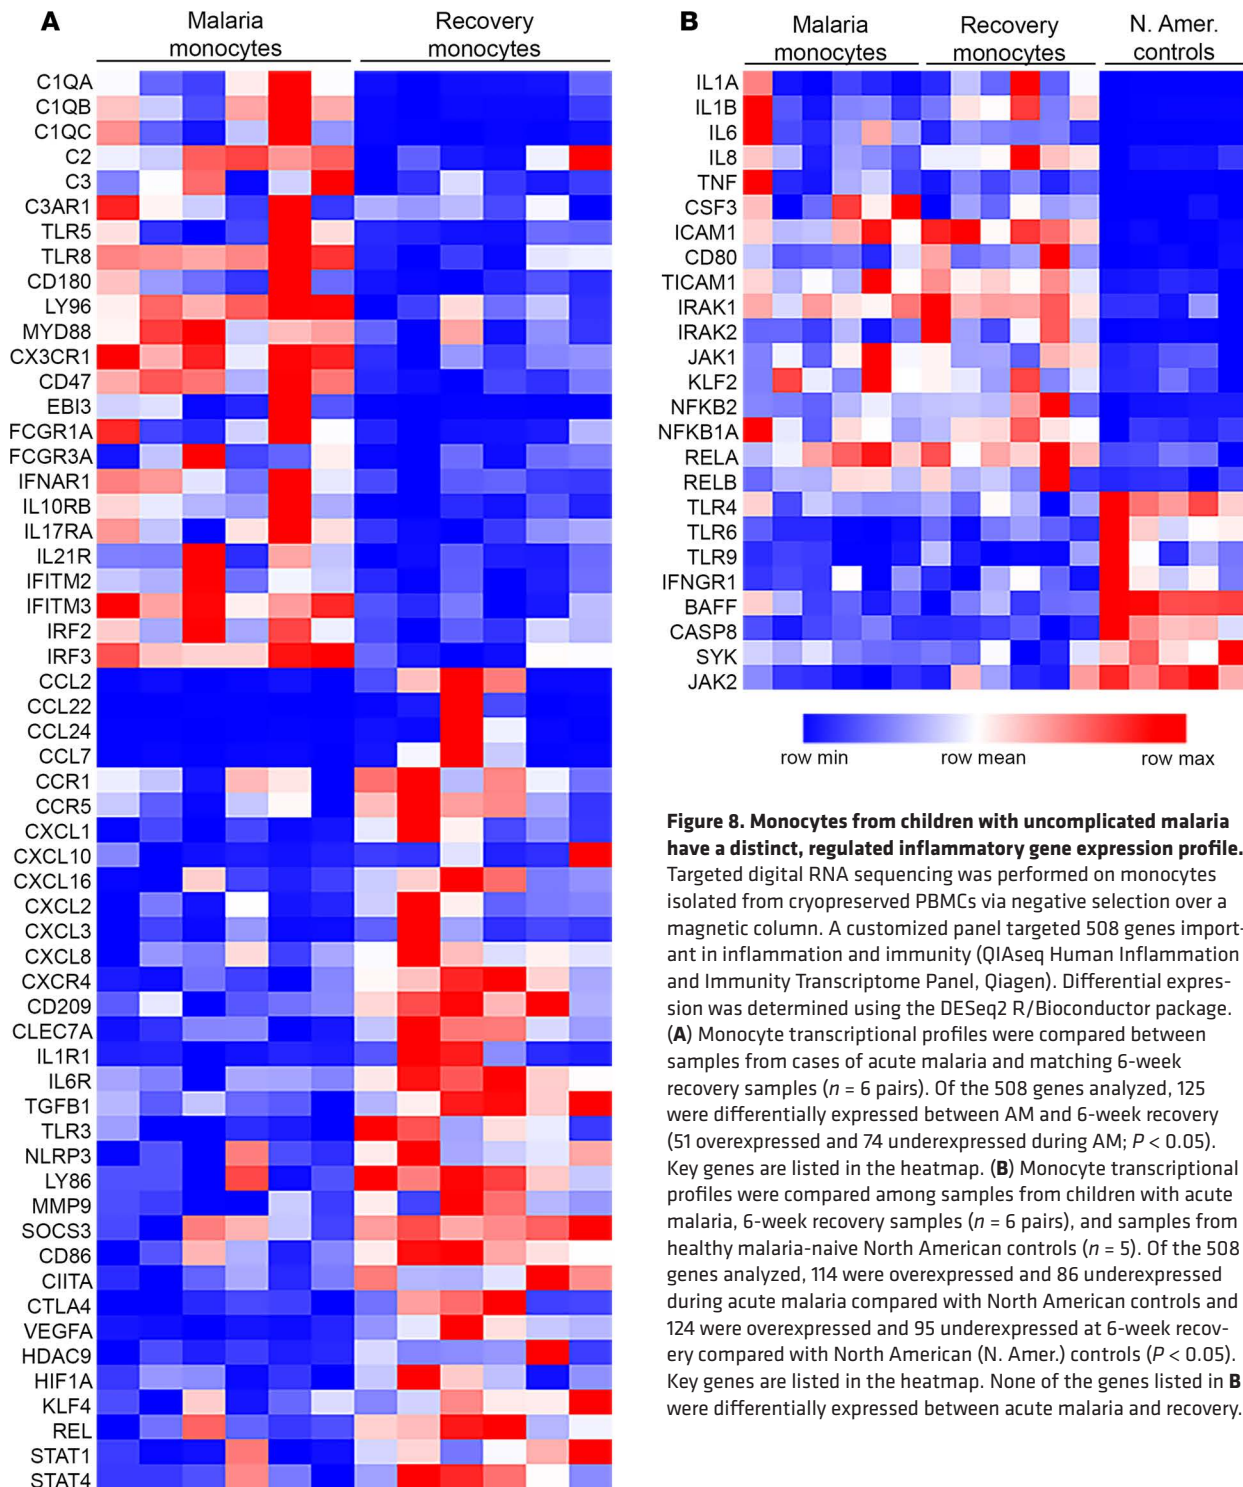 A
Malaria
monocytes
Recovery
monocytes
C1QA
C1QB
C1QC
C2
C3
C3AR1
TLR5
TLR8
CD180
LY96
MYD88
CX3CR1
CD47
EBI3
FCGR1A
FCGR3A
IFNAR1
IL10RB
IL17RA
IL21R
IFITM2
IFITM3
IRF2
IRF3
CCL2
CCL22
CCL24
CCL7
CCR1
CCR5
CXCL1
CXCL10
CXCL16
CXCL2
CXCL3
CXCL8
CXCR4
CD209
CLEC7A
IL1R1
IL6R
TGFB1
TLR3
NLRP3
LY86
MMP9
SOCS3
CD86
CIITA
CTLA4
VEGFA
HDAC9
HIF1A
KLF4
REL
STAT1
STAT4
B
Malaria
monocytes
Recovery
monocytes
N. Amer.
controls
IL1A
IL1B
IL6
IL8
TNF
CSF3
ICAM1
CD80
TICAM1
IRAK1
IRAK2
JAK1
KLF2
NFKB2
NFKB1A
RELA
RELB
TLR4
TLR6
TLR9
IFNGR1
BAFF
CASP8
SYK
JAK2
row min row mean row max
Figure 8. Monocytes from children with uncomplicated malaria
have a distinct, regulated inflammatory gene expression profile.
Targeted digital RNA sequencing was performed on monocytes
isolated from cryopreserved PBMCs via negative selection over a
magnetic column. A customized panel targeted 508 genes import-
ant in inflammation and immunity (QIAseq Human Inflammation
and Immunity Transcriptome Panel, Qiagen). Differential expres-
sion was determined using the DESeq2 R/Bioconductor package.
(A) Monocyte transcriptional profiles were compared between
samples from cases of acute malaria and matching 6-week
recovery samples (n = 6 pairs). Of the 508 genes analyzed, 125
were differentially expressed between AM and 6-week recovery
(51 overexpressed and 74 underexpressed during AM; P < 0.05).
Key genes are listed in the heatmap. (B) Monocyte transcriptional
profiles were compared among samples from children with acute
malaria, 6-week recovery samples (n = 6 pairs), and samples from
healthy malaria-naive North American controls (n = 5). Of the 508
genes analyzed, 114 were overexpressed and 86 underexpressed
during acute malaria compared with North American controls and
124 were overexpressed and 95 underexpressed at 6-week recov-
ery compared with North American (N. Amer.) controls (P < 0.05).
Key genes are listed in the heatmap. None of the genes listed in B
were differentially expressed between acute malaria and recovery.